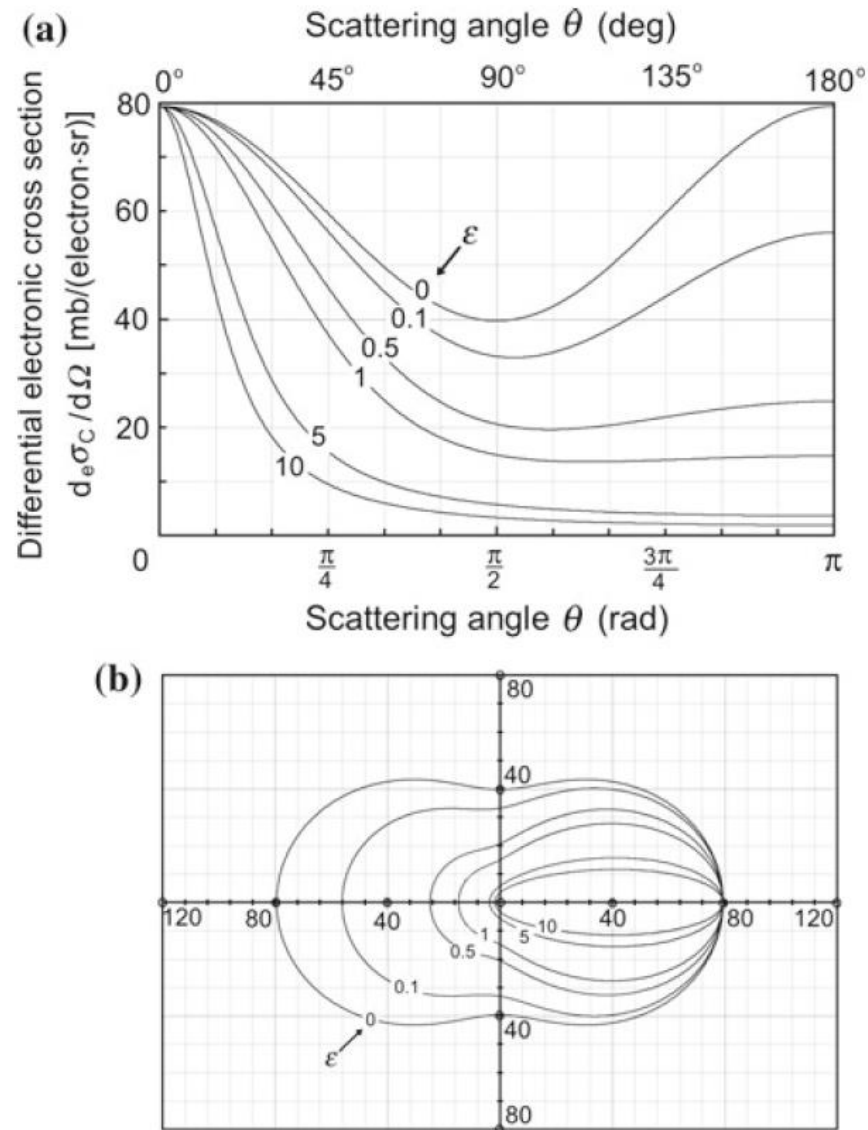 (a)
Scattering angle θ̂ (deg)
0° 45° 90° 135° 180°
Differential electronic cross section
dₑσ_C/dΩ [mb/(electron·sr)]
80
60
40
20
0
ε
0
0.1
0.5
1
5
10
π/4 π/2 3π/4 π
Scattering angle θ (rad)
(b)
80
40
120 80 40 40 80 120
10
5
1
0.5
0.1
0
ε
40
80